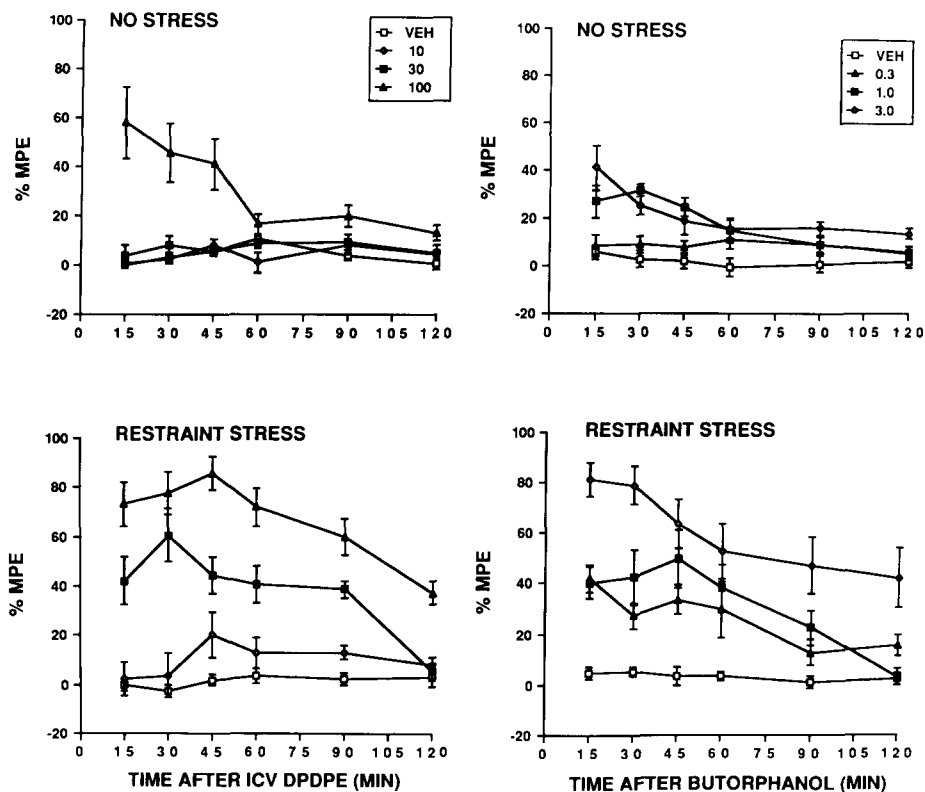 NO STRESS
VEH
10
30
100
% MPE
100
80
60
40
20
0
-20
0 15 30 45 60 75 90 105 120
NO STRESS
VEH
0.3
1.0
3.0
% MPE
100
80
60
40
20
0
-20
0 15 30 45 60 75 90 105 120
RESTRAINT STRESS
% MPE
100
80
60
40
20
0
-20
0 15 30 45 60 75 90 105 120
TIME AFTER ICV DPDPE (MIN)
RESTRAINT STRESS
% MPE
100
80
60
40
20
0
-20
0 15 30 45 60 75 90 105 120
TIME AFTER BUTORPHANOL (MIN)